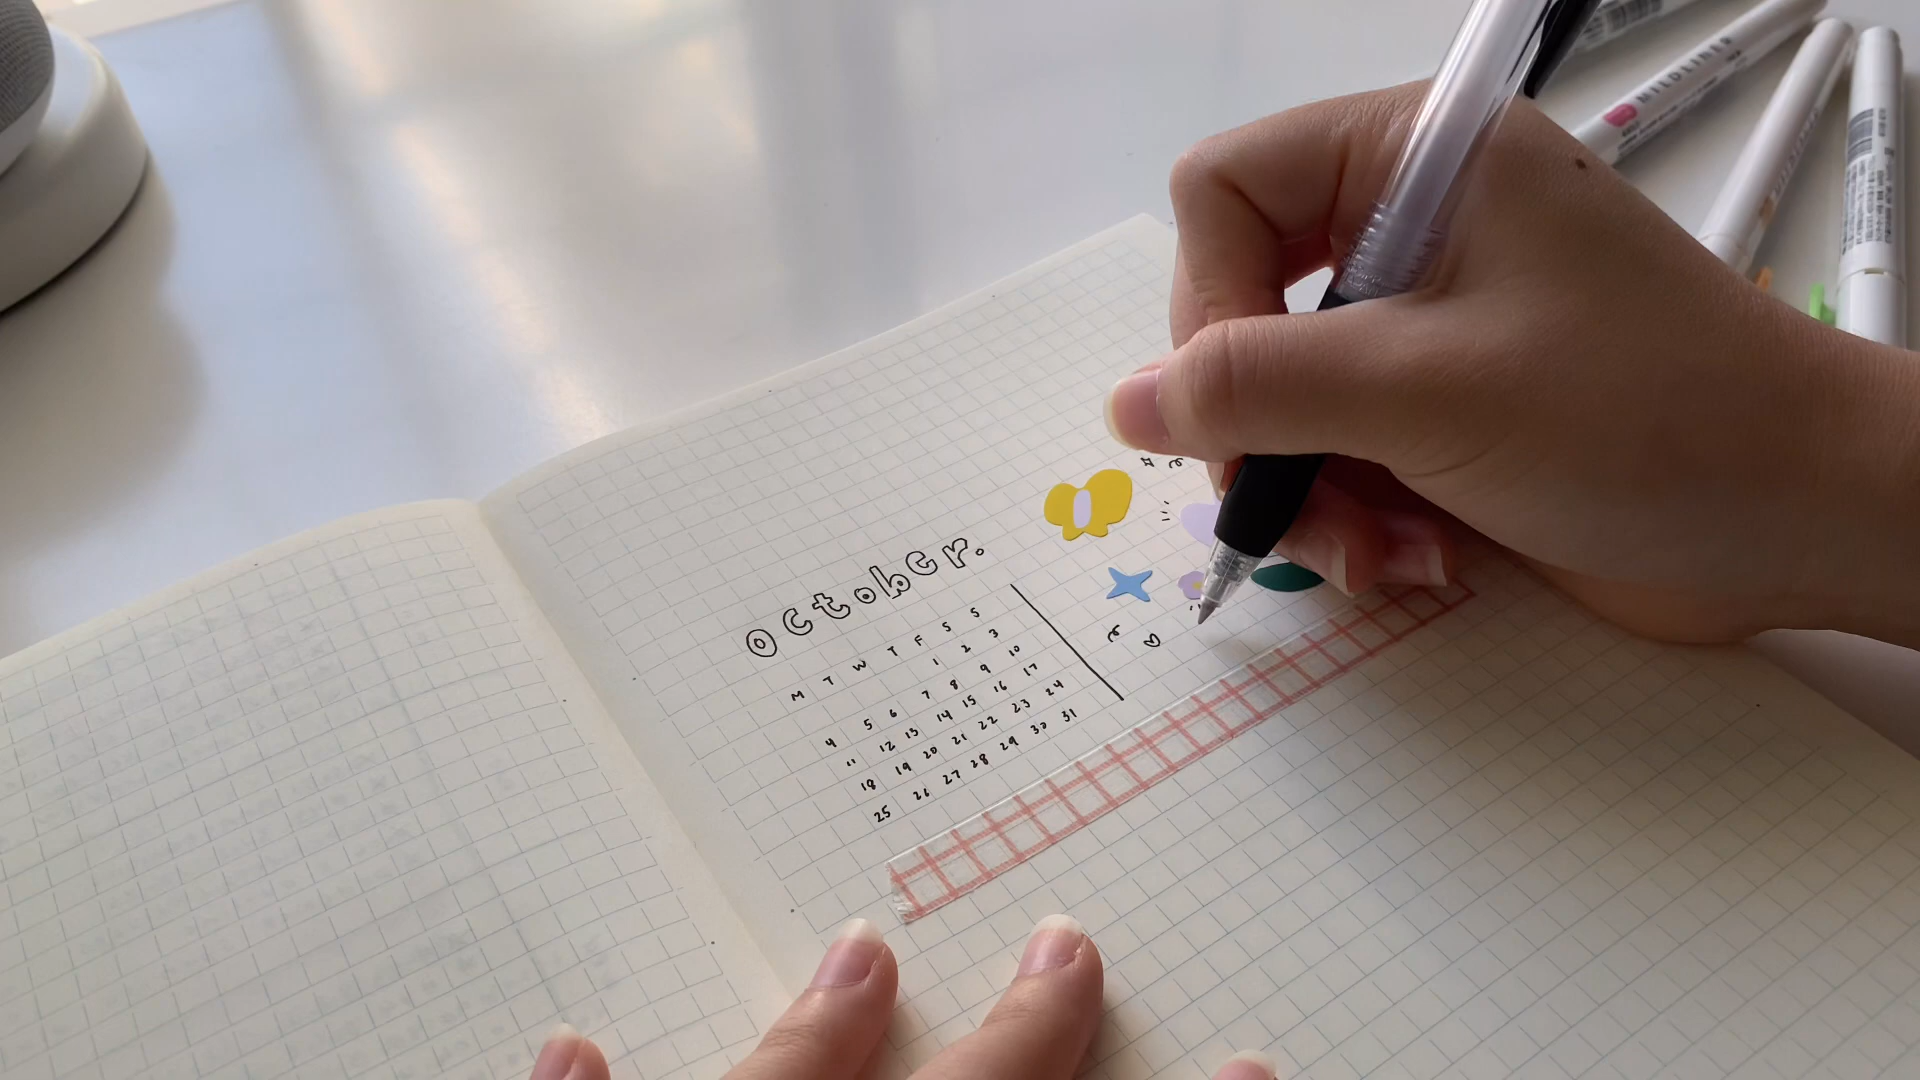 october.
M T W T F S S
1 2 3
4 5 6 7 8 9 10
11 12 13 14 15 16 17
18 19 20 21 22 23 24
25 26 27 28 29 30 31
MILDLINER